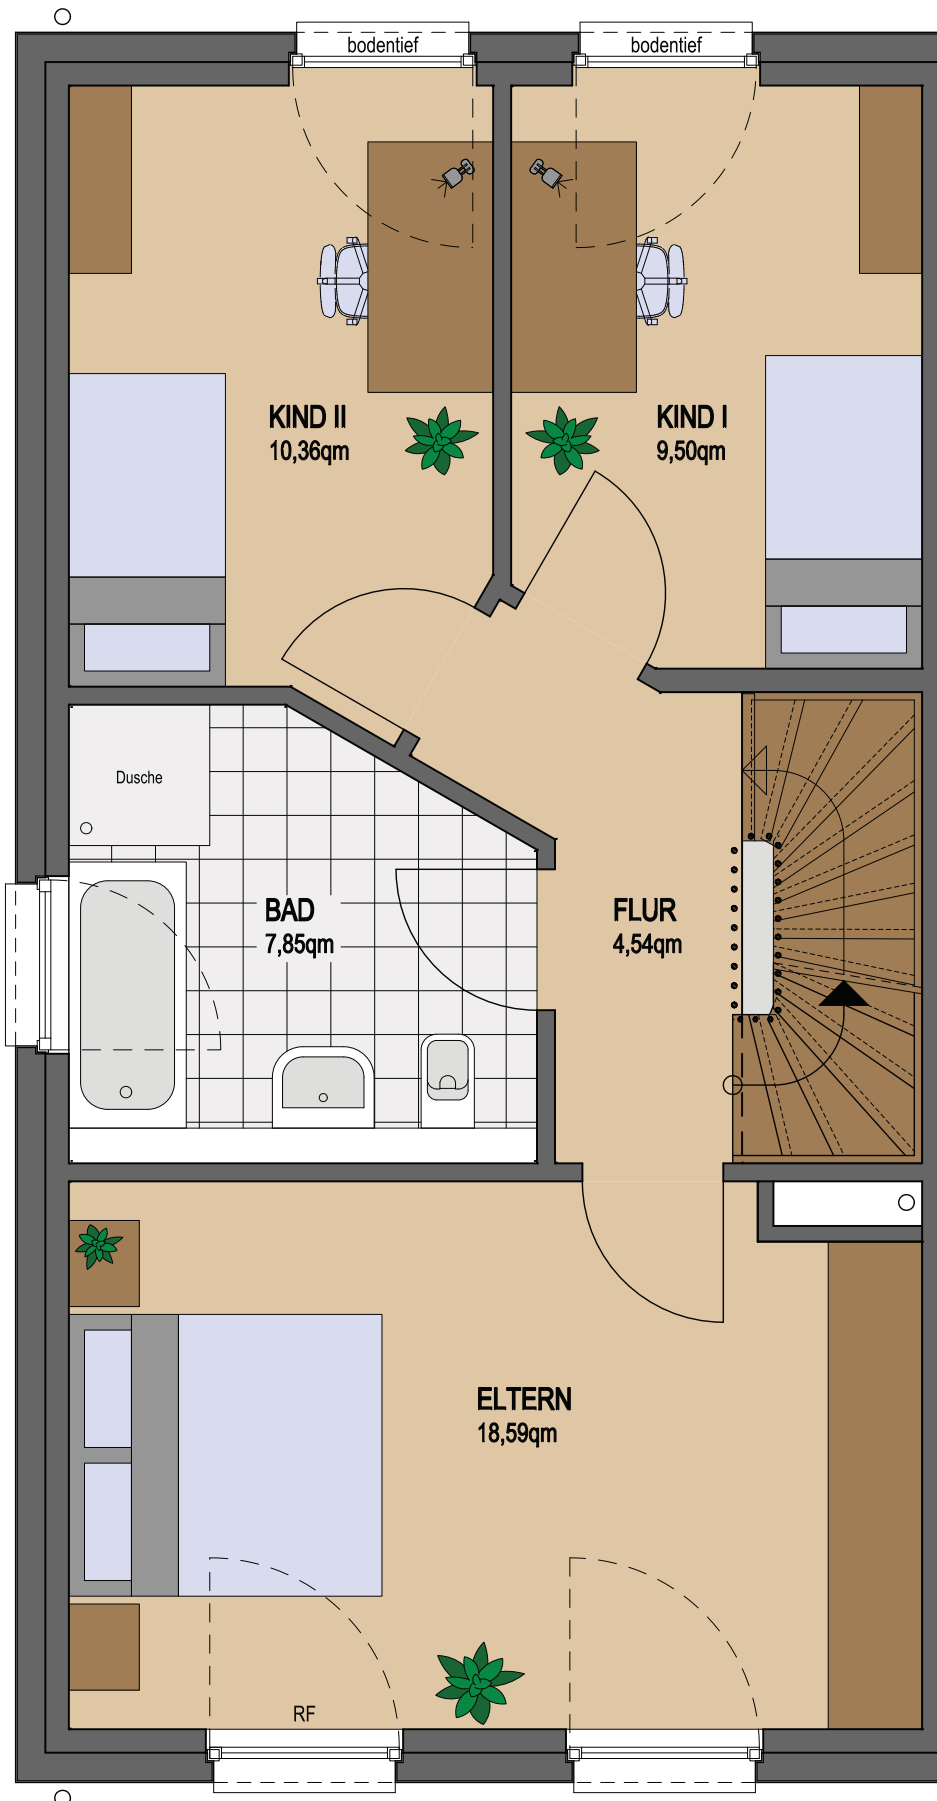 bodentief
bodentief
KIND II
10,36qm
KIND I
9,50qm
Dusche
BAD
7,85qm
FLUR
4,54qm
ELTERN
18,59qm
RF